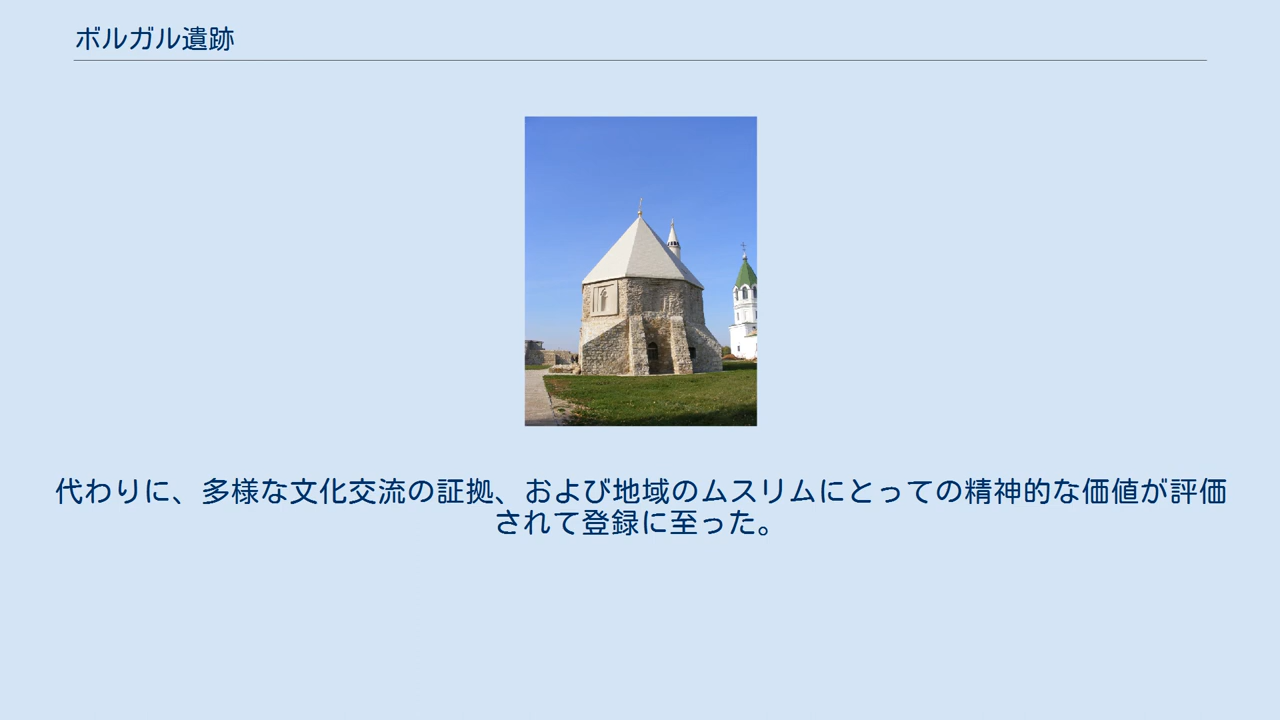 ボルガル遺跡
代わりに、多様な文化交流の証拠、および地域のムスリムにとっての精神的な価値が評価
されて登録に至った。